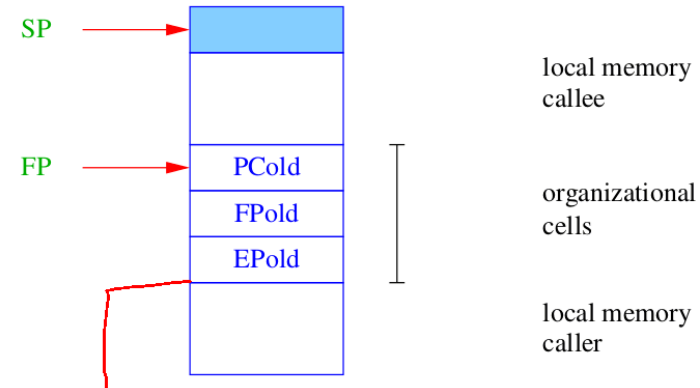 SP
local memory
callee
FP
PCold
FPold
EPold
organizational
cells
local memory
caller